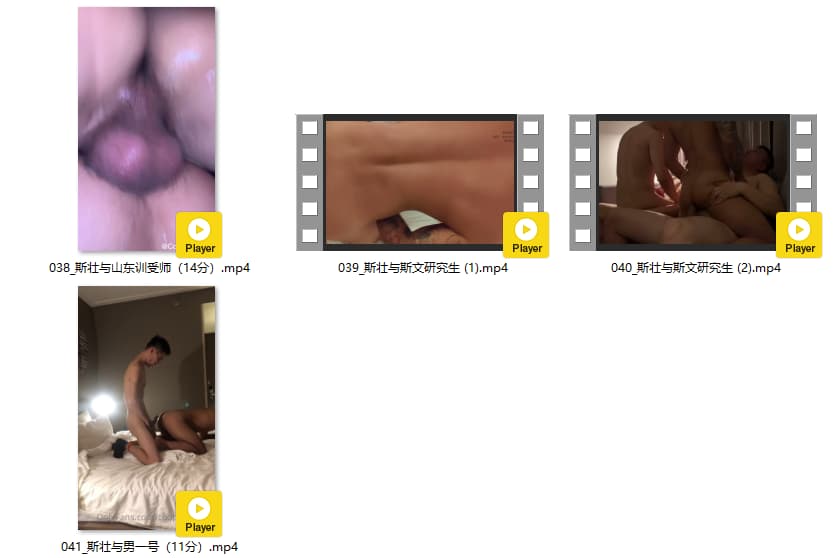 Player
038_斯壮与山东训受师（14分）.mp4
Player
039_斯壮与斯文研究生 (1).mp4
Player
040_斯壮与斯文研究生 (2).mp4
Player
041_斯壮与男一号（11分）.mp4